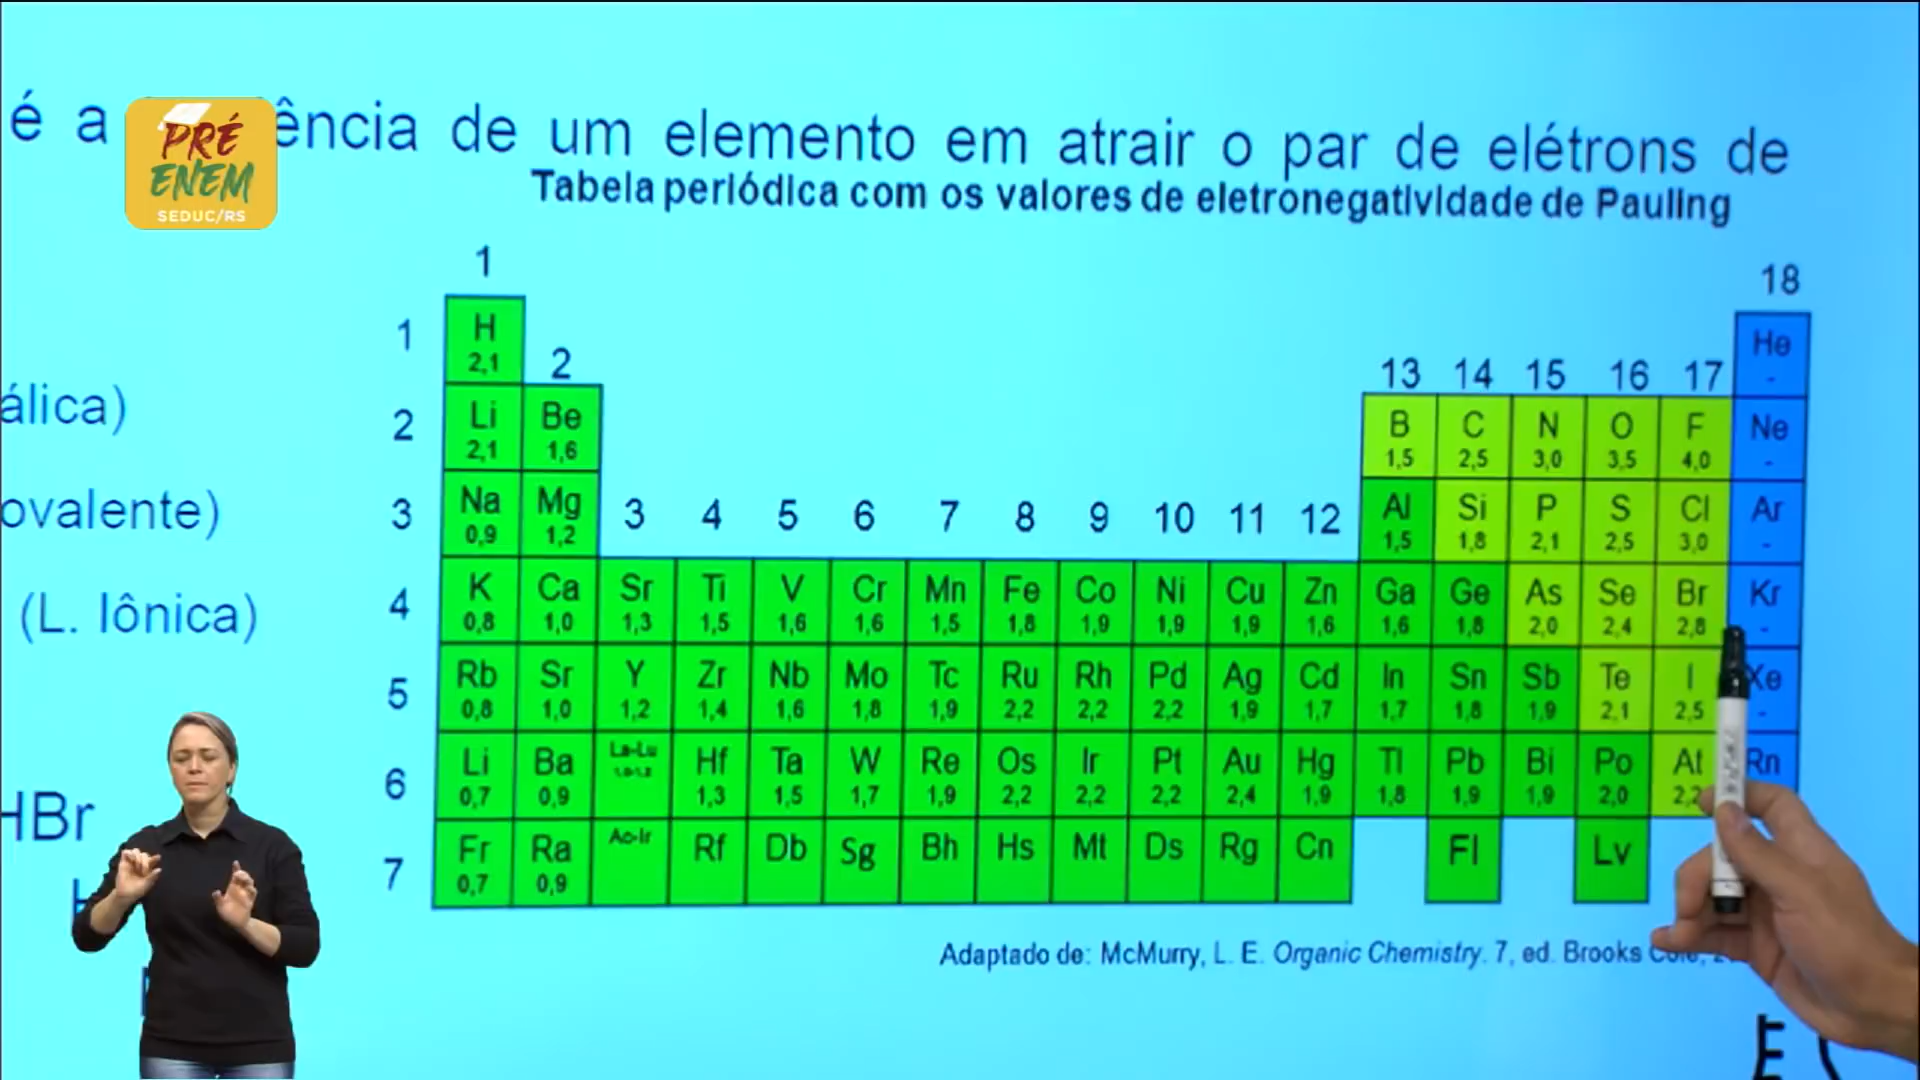 é a ência de um elemento em atrair o par de elétrons de
PRÉ
ENEM
SEDUC/RS
Tabela periódica com os valores de eletronegatividade de Pauling
1 18
1 H He
2,1 -
2 13 14 15 16 17
álica)
2 Li Be B C N O F Ne
2,1 1,6 1,5 2,5 3,0 3,5 4,0 -
ovalente)
3 Na Mg 3 4 5 6 7 8 9 10 11 12 Al Si P S Cl Ar
0,9 1,2 1,5 1,8 2,1 2,5 3,0 -
(L. Iônica)
4 K Ca Sr Ti V Cr Mn Fe Co Ni Cu Zn Ga Ge As Se Br Kr
0,8 1,0 1,3 1,5 1,6 1,6 1,5 1,8 1,9 1,9 1,9 1,6 1,6 1,8 2,0 2,4 2,8 -
5 Rb Sr Y Zr Nb Mo Tc Ru Rh Pd Ag Cd In Sn Sb Te I Xe
0,8 1,0 1,2 1,4 1,6 1,8 1,9 2,2 2,2 2,2 1,9 1,7 1,7 1,8 1,9 2,1 2,5 -
6 Li Ba La-Lu Hf Ta W Re Os Ir Pt Au Hg Tl Pb Bi Po At Rn
0,7 0,9 1,3 1,5 1,7 1,9 2,2 2,2 2,2 2,4 1,9 1,8 1,9 1,9 2,0 2,2
HBr
7 Fr Ra Ac-Ir Rf Db Sg Bh Hs Mt Ds Rg Cn Fl Lv
0,7 0,9
Adaptado de: McMurry, L. E. Organic Chemistry. 7, ed. Brooks
E